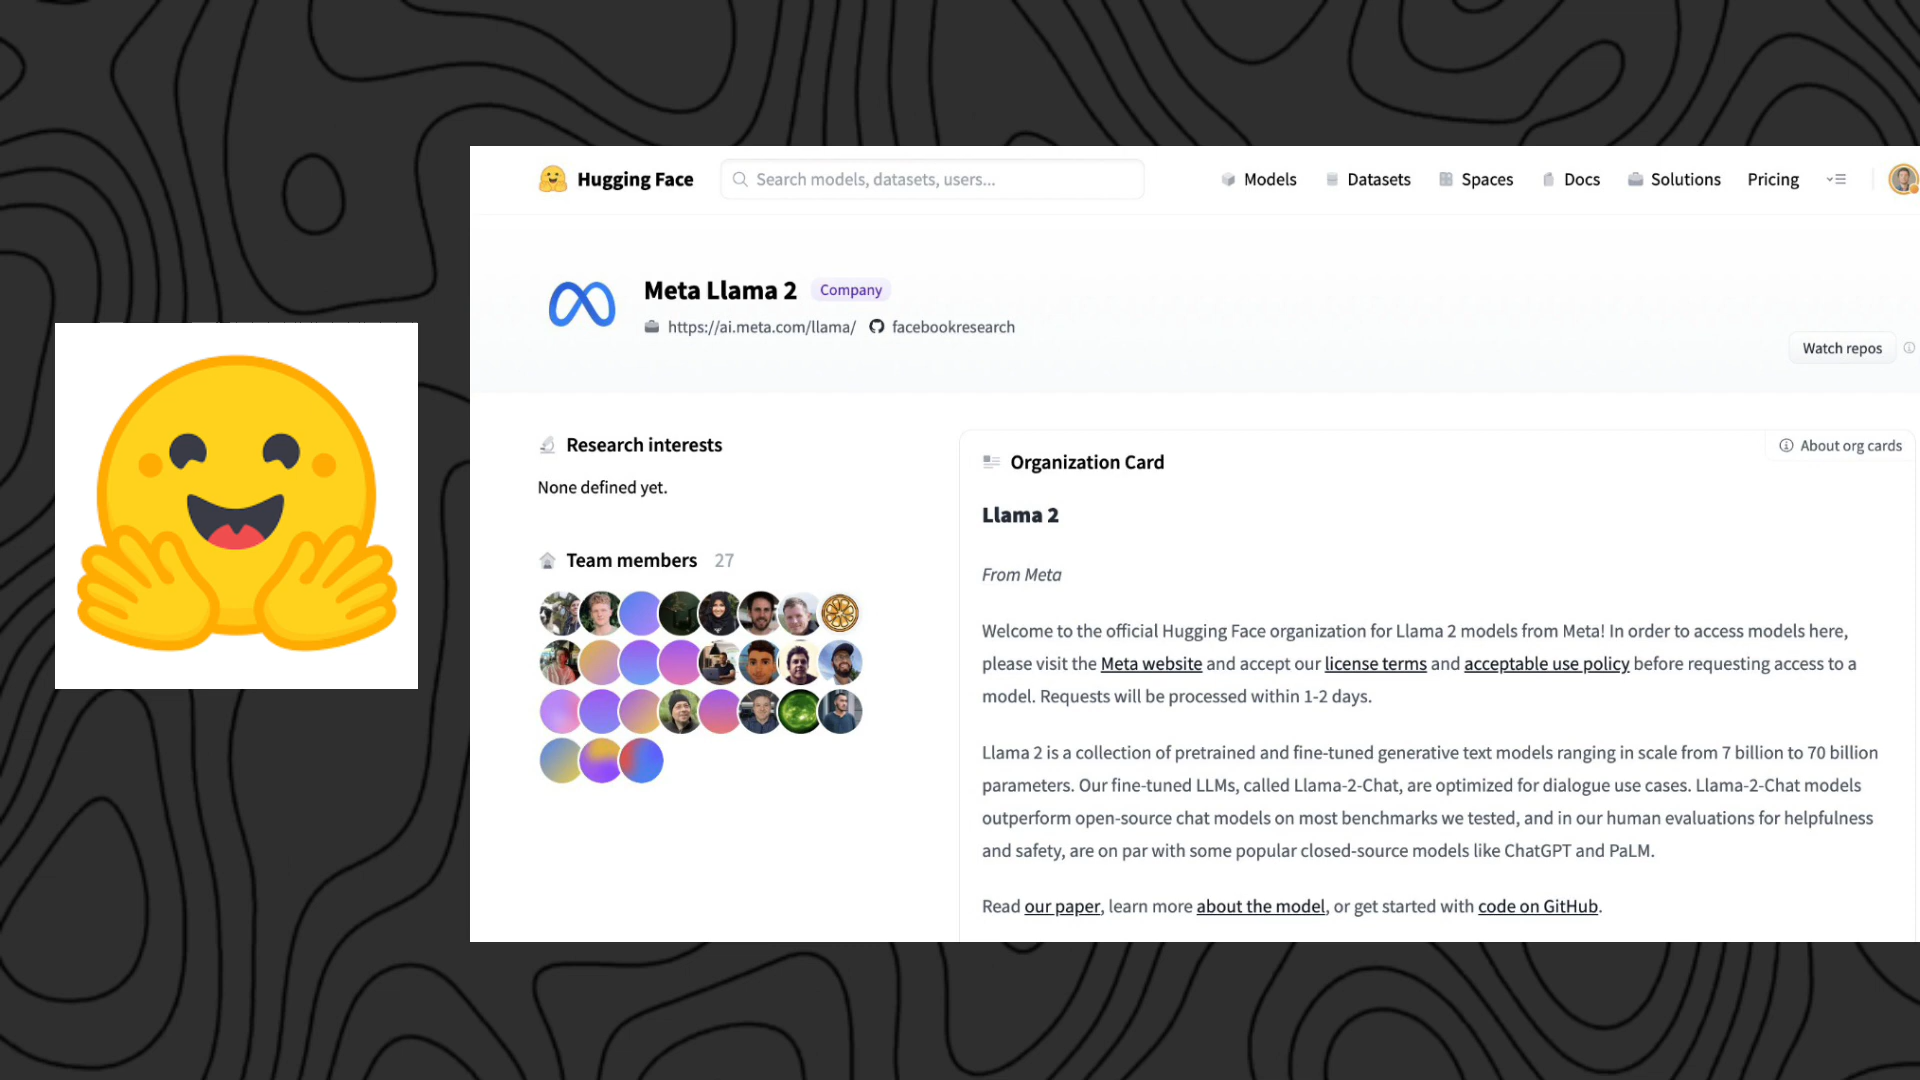 Hugging Face
Search models, datasets, users...
Models
Datasets
Spaces
Docs
Solutions
Pricing
Meta Llama 2
Company
https://ai.meta.com/llama/
facebookresearch
Watch repos
Research interests
None defined yet.
Team members 27
About org cards
Organization Card
Llama 2
From Meta
Welcome to the official Hugging Face organization for Llama 2 models from Meta! In order to access models here,
please visit the Meta website and accept our license terms and acceptable use policy before requesting access to a
model. Requests will be processed within 1-2 days.
Llama 2 is a collection of pretrained and fine-tuned generative text models ranging in scale from 7 billion to 70 billion
parameters. Our fine-tuned LLMs, called Llama-2-Chat, are optimized for dialogue use cases. Llama-2-Chat models
outperform open-source chat models on most benchmarks we tested, and in our human evaluations for helpfulness
and safety, are on par with some popular closed-source models like ChatGPT and PaLM.
Read our paper, learn more about the model, or get started with code on GitHub.